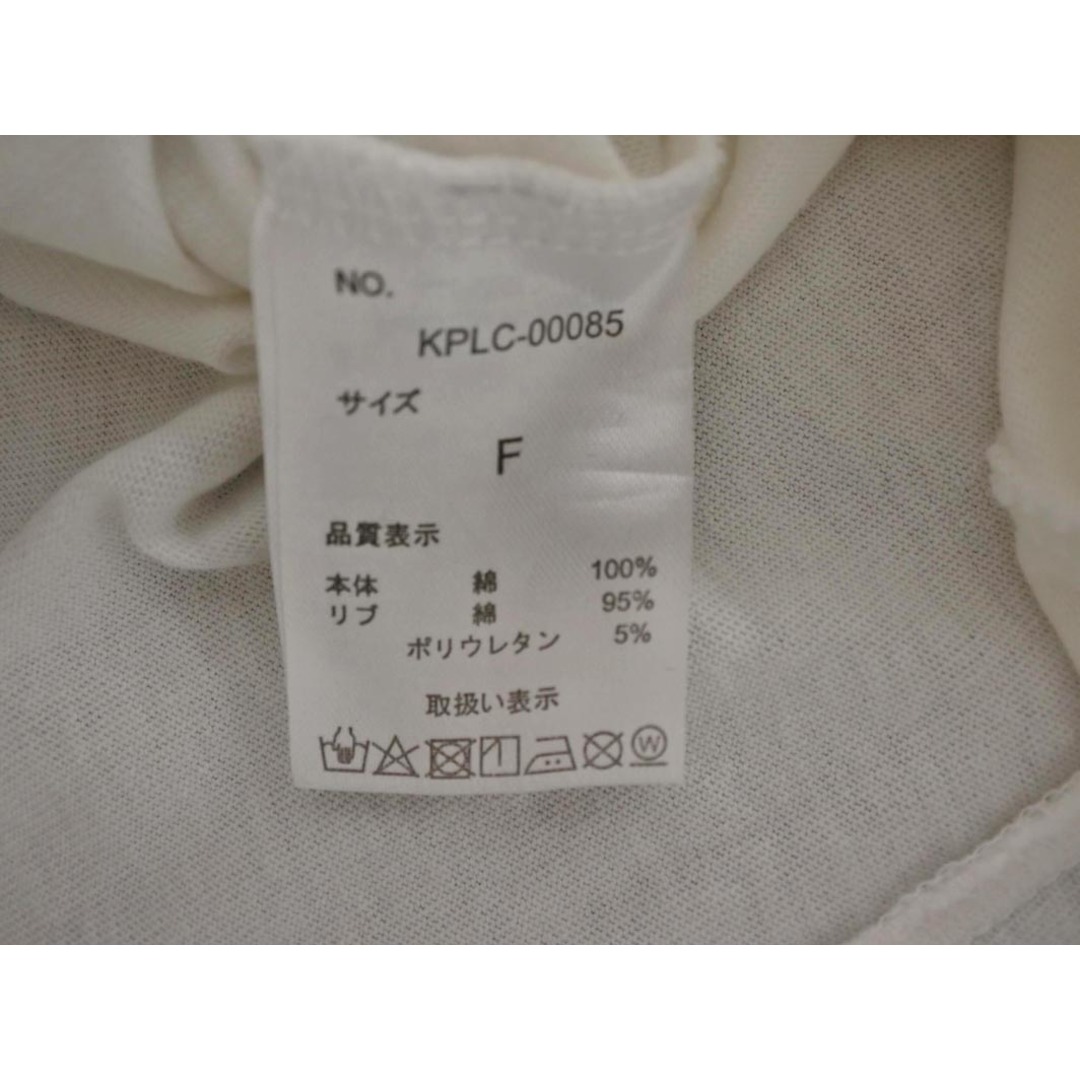 NO.
KPLC-00085
サイズ
F
品質表示
本体 綿 100%
リブ 綿 95%
ポリウレタン 5%
取扱い表示
W